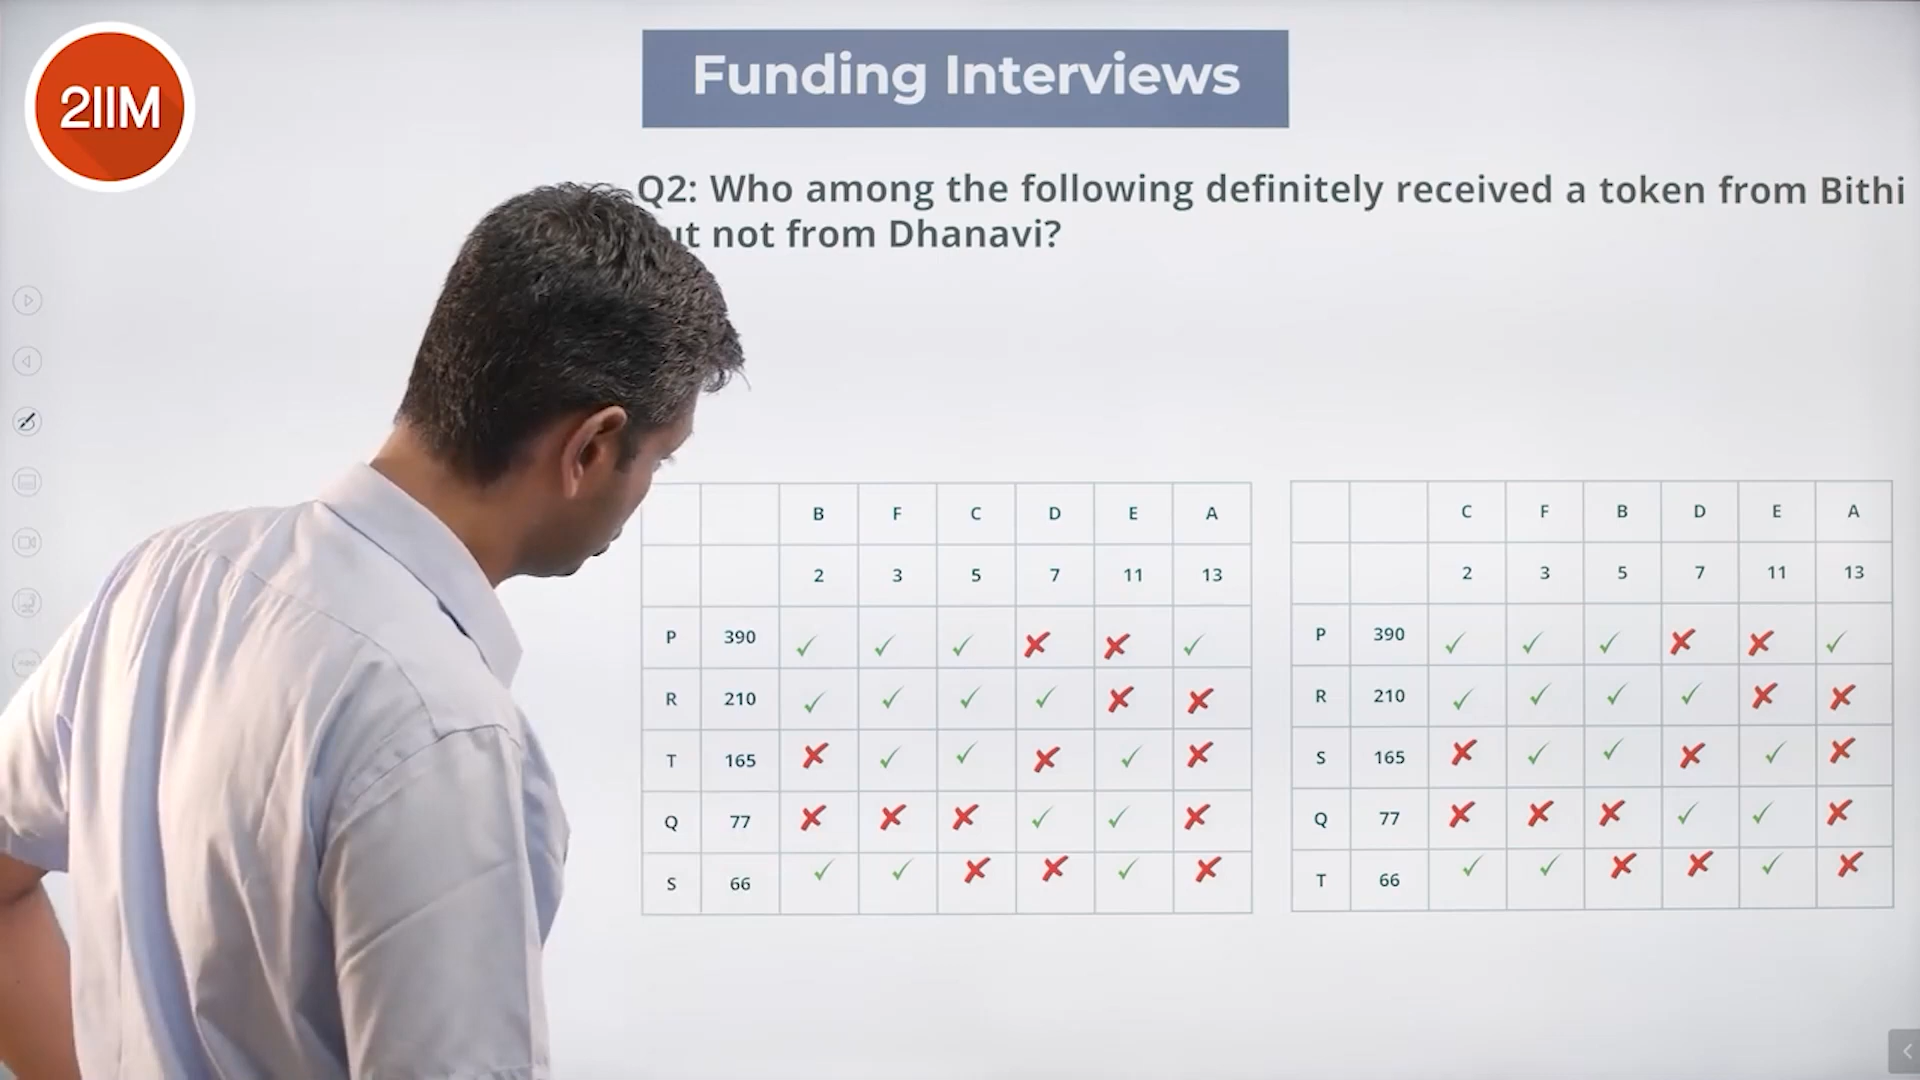 2IIM
Funding Interviews
Q2: Who among the following definitely received a token from Bithi
not from Dhanavi?
B F C D E A
2 3 5 7 11 13
P 390 ✓ ✓ ✓ ✗ ✗ ✓
R 210 ✓ ✓ ✓ ✓ ✗ ✗
T 165 ✗ ✓ ✓ ✗ ✓ ✗
Q 77 ✗ ✗ ✗ ✓ ✓ ✗
S 66 ✓ ✓ ✗ ✗ ✓ ✗
C F B D E A
2 3 5 7 11 13
P 390 ✓ ✓ ✓ ✗ ✗ ✓
R 210 ✓ ✓ ✓ ✓ ✗ ✗
S 165 ✗ ✓ ✓ ✗ ✓ ✗
Q 77 ✗ ✗ ✗ ✓ ✓ ✗
T 66 ✓ ✓ ✗ ✗ ✓ ✗